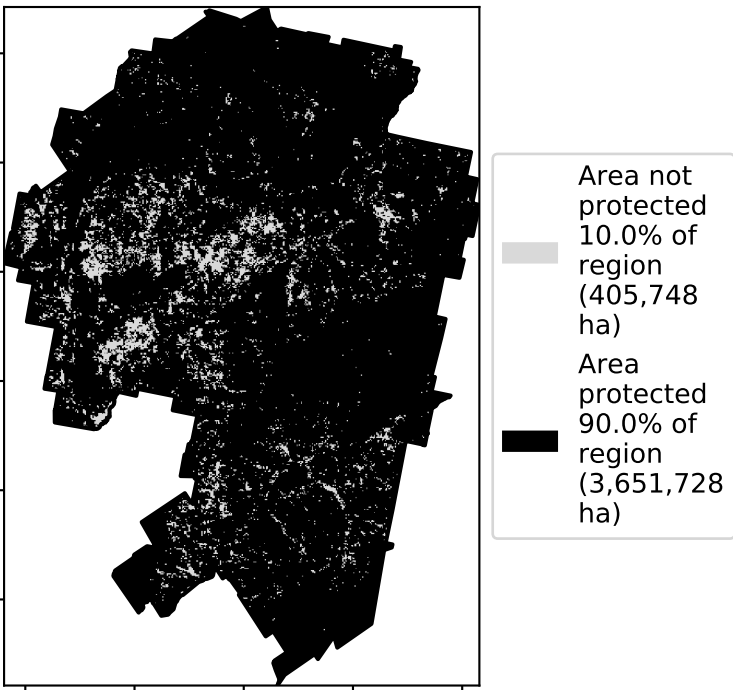 Area not
protected
10.0% of
region
(405,748
ha)
Area
protected
90.0% of
region
(3,651,728
ha)